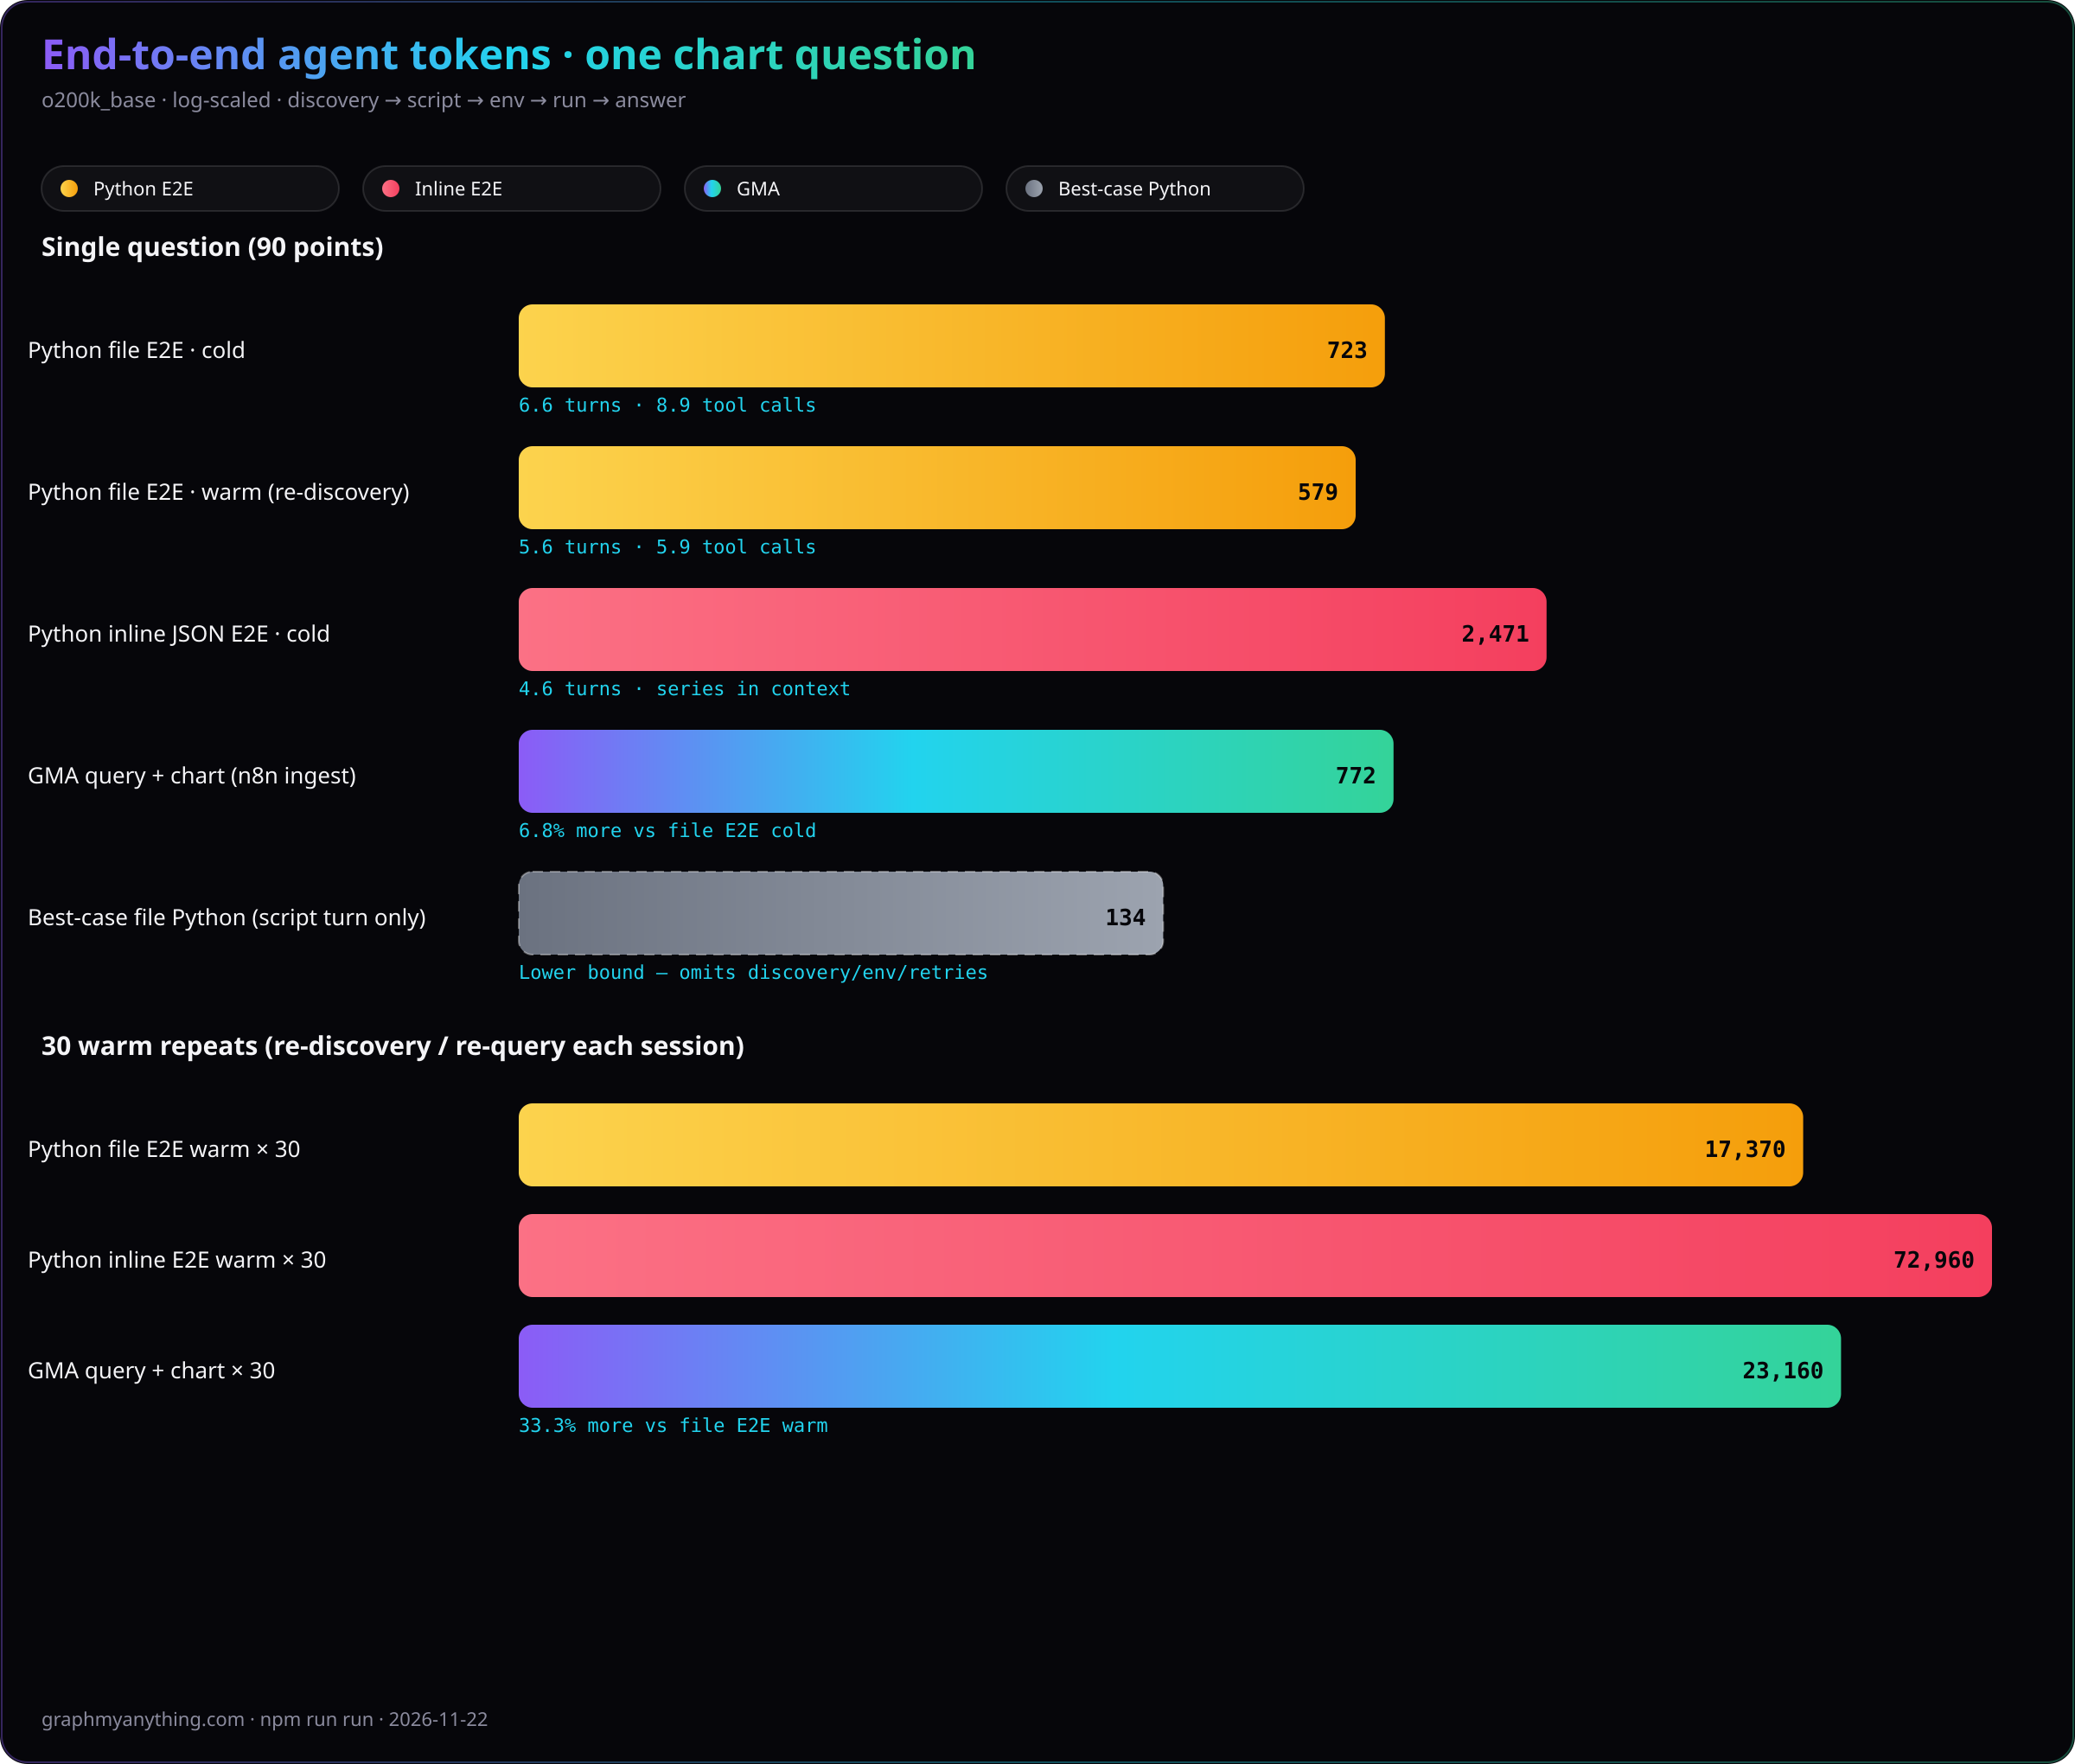 End-to-end agent tokens · one chart question
o200k_base · log-scaled · discovery → script → env → run → answer
Python E2E
Inline E2E
GMA
Best-case Python
Single question (90 points)
Python file E2E · cold
723
6.6 turns · 8.9 tool calls
Python file E2E · warm (re-discovery)
579
5.6 turns · 5.9 tool calls
Python inline JSON E2E · cold
2,471
4.6 turns · series in context
GMA query + chart (n8n ingest)
772
6.8% more vs file E2E cold
Best-case file Python (script turn only)
134
Lower bound — omits discovery/env/retries
30 warm repeats (re-discovery / re-query each session)
Python file E2E warm × 30
17,370
Python inline E2E warm × 30
72,960
GMA query + chart × 30
23,160
33.3% more vs file E2E warm
graphmyanything.com · npm run run · 2026-11-22